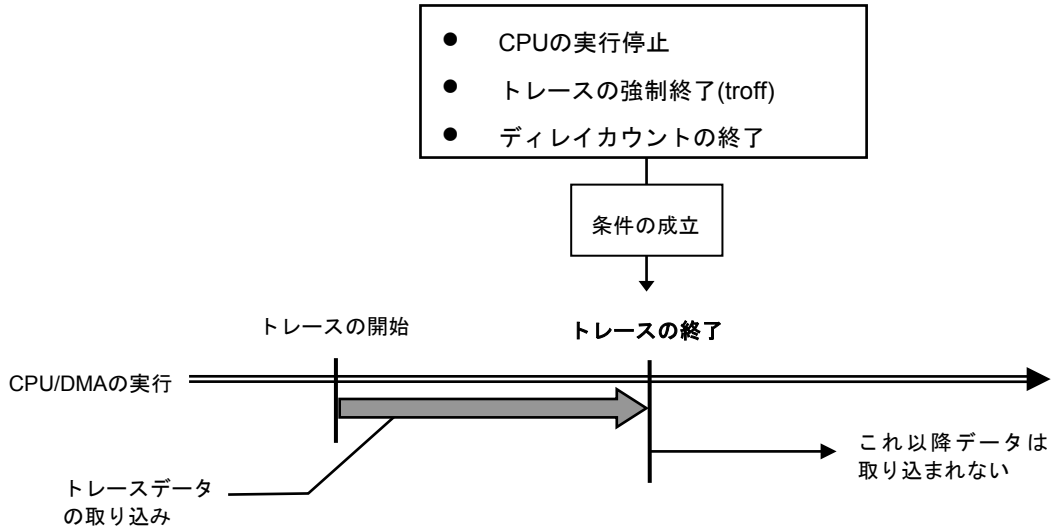 ● CPUの実行停止
● トレースの強制終了(troff)
● ディレイカウントの終了
条件の成立
トレースの開始
トレースの終了
CPU/DMAの実行
これ以降データは
取り込まれない
トレースデータ
の取り込み